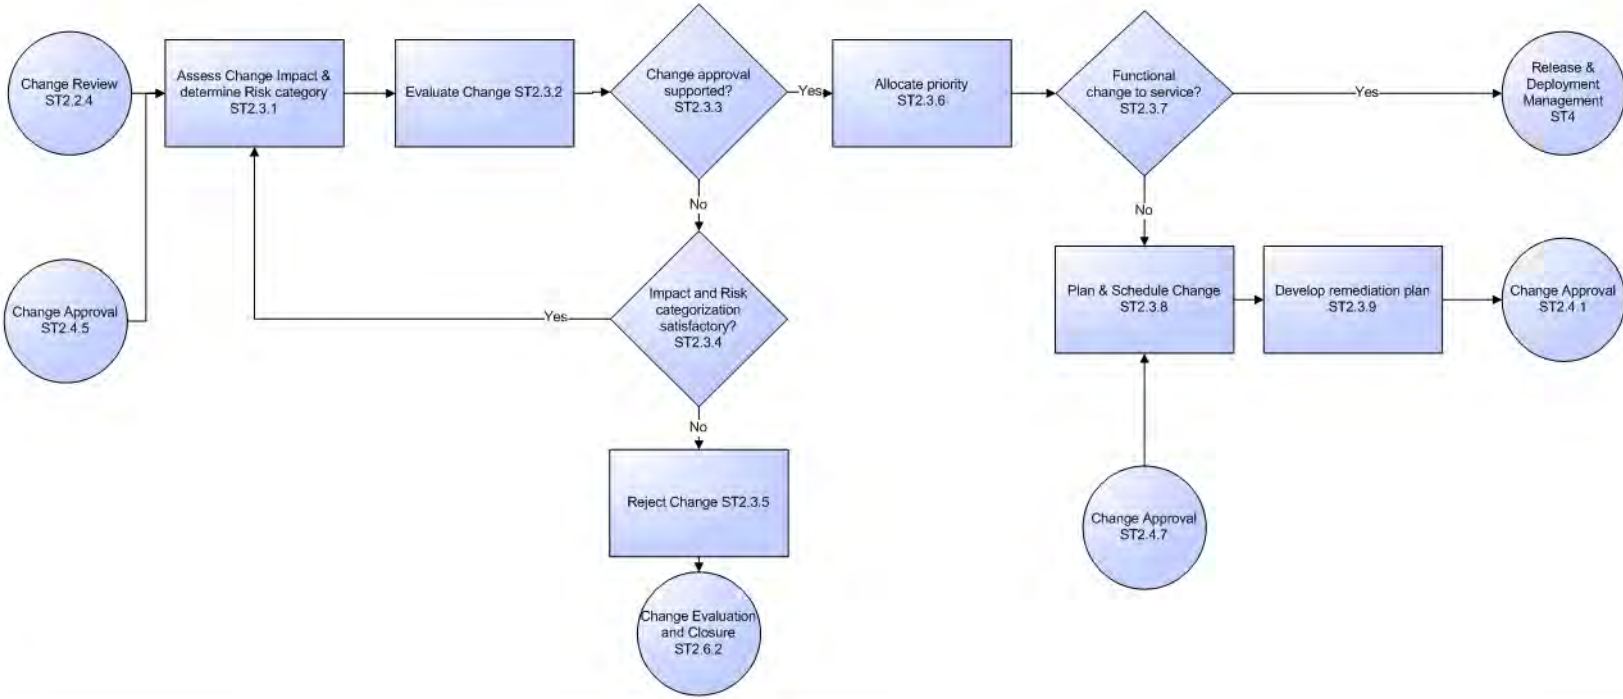 Change Review
ST2.2.4
Assess Change Impact &
determine Risk category
ST2.3.1
Evaluate Change ST2.3.2
Change approval
supported?
ST2.3.3
Yes
Allocate priority
ST2.3.6
Functional
change to service?
ST2.3.7
Yes
Release &
Deployment
Management
ST4
No
No
Change Approval
ST2.4.5
Yes
Impact and Risk
categorization
satisfactory?
ST2.3.4
Plan & Schedule Change
ST2.3.8
Develop remediation plan
ST2.3.9
Change Approval
ST2.4.1
No
Reject Change ST2.3.5
Change Approval
ST2.4.7
Change Evaluation
and Closure
ST2.6.2